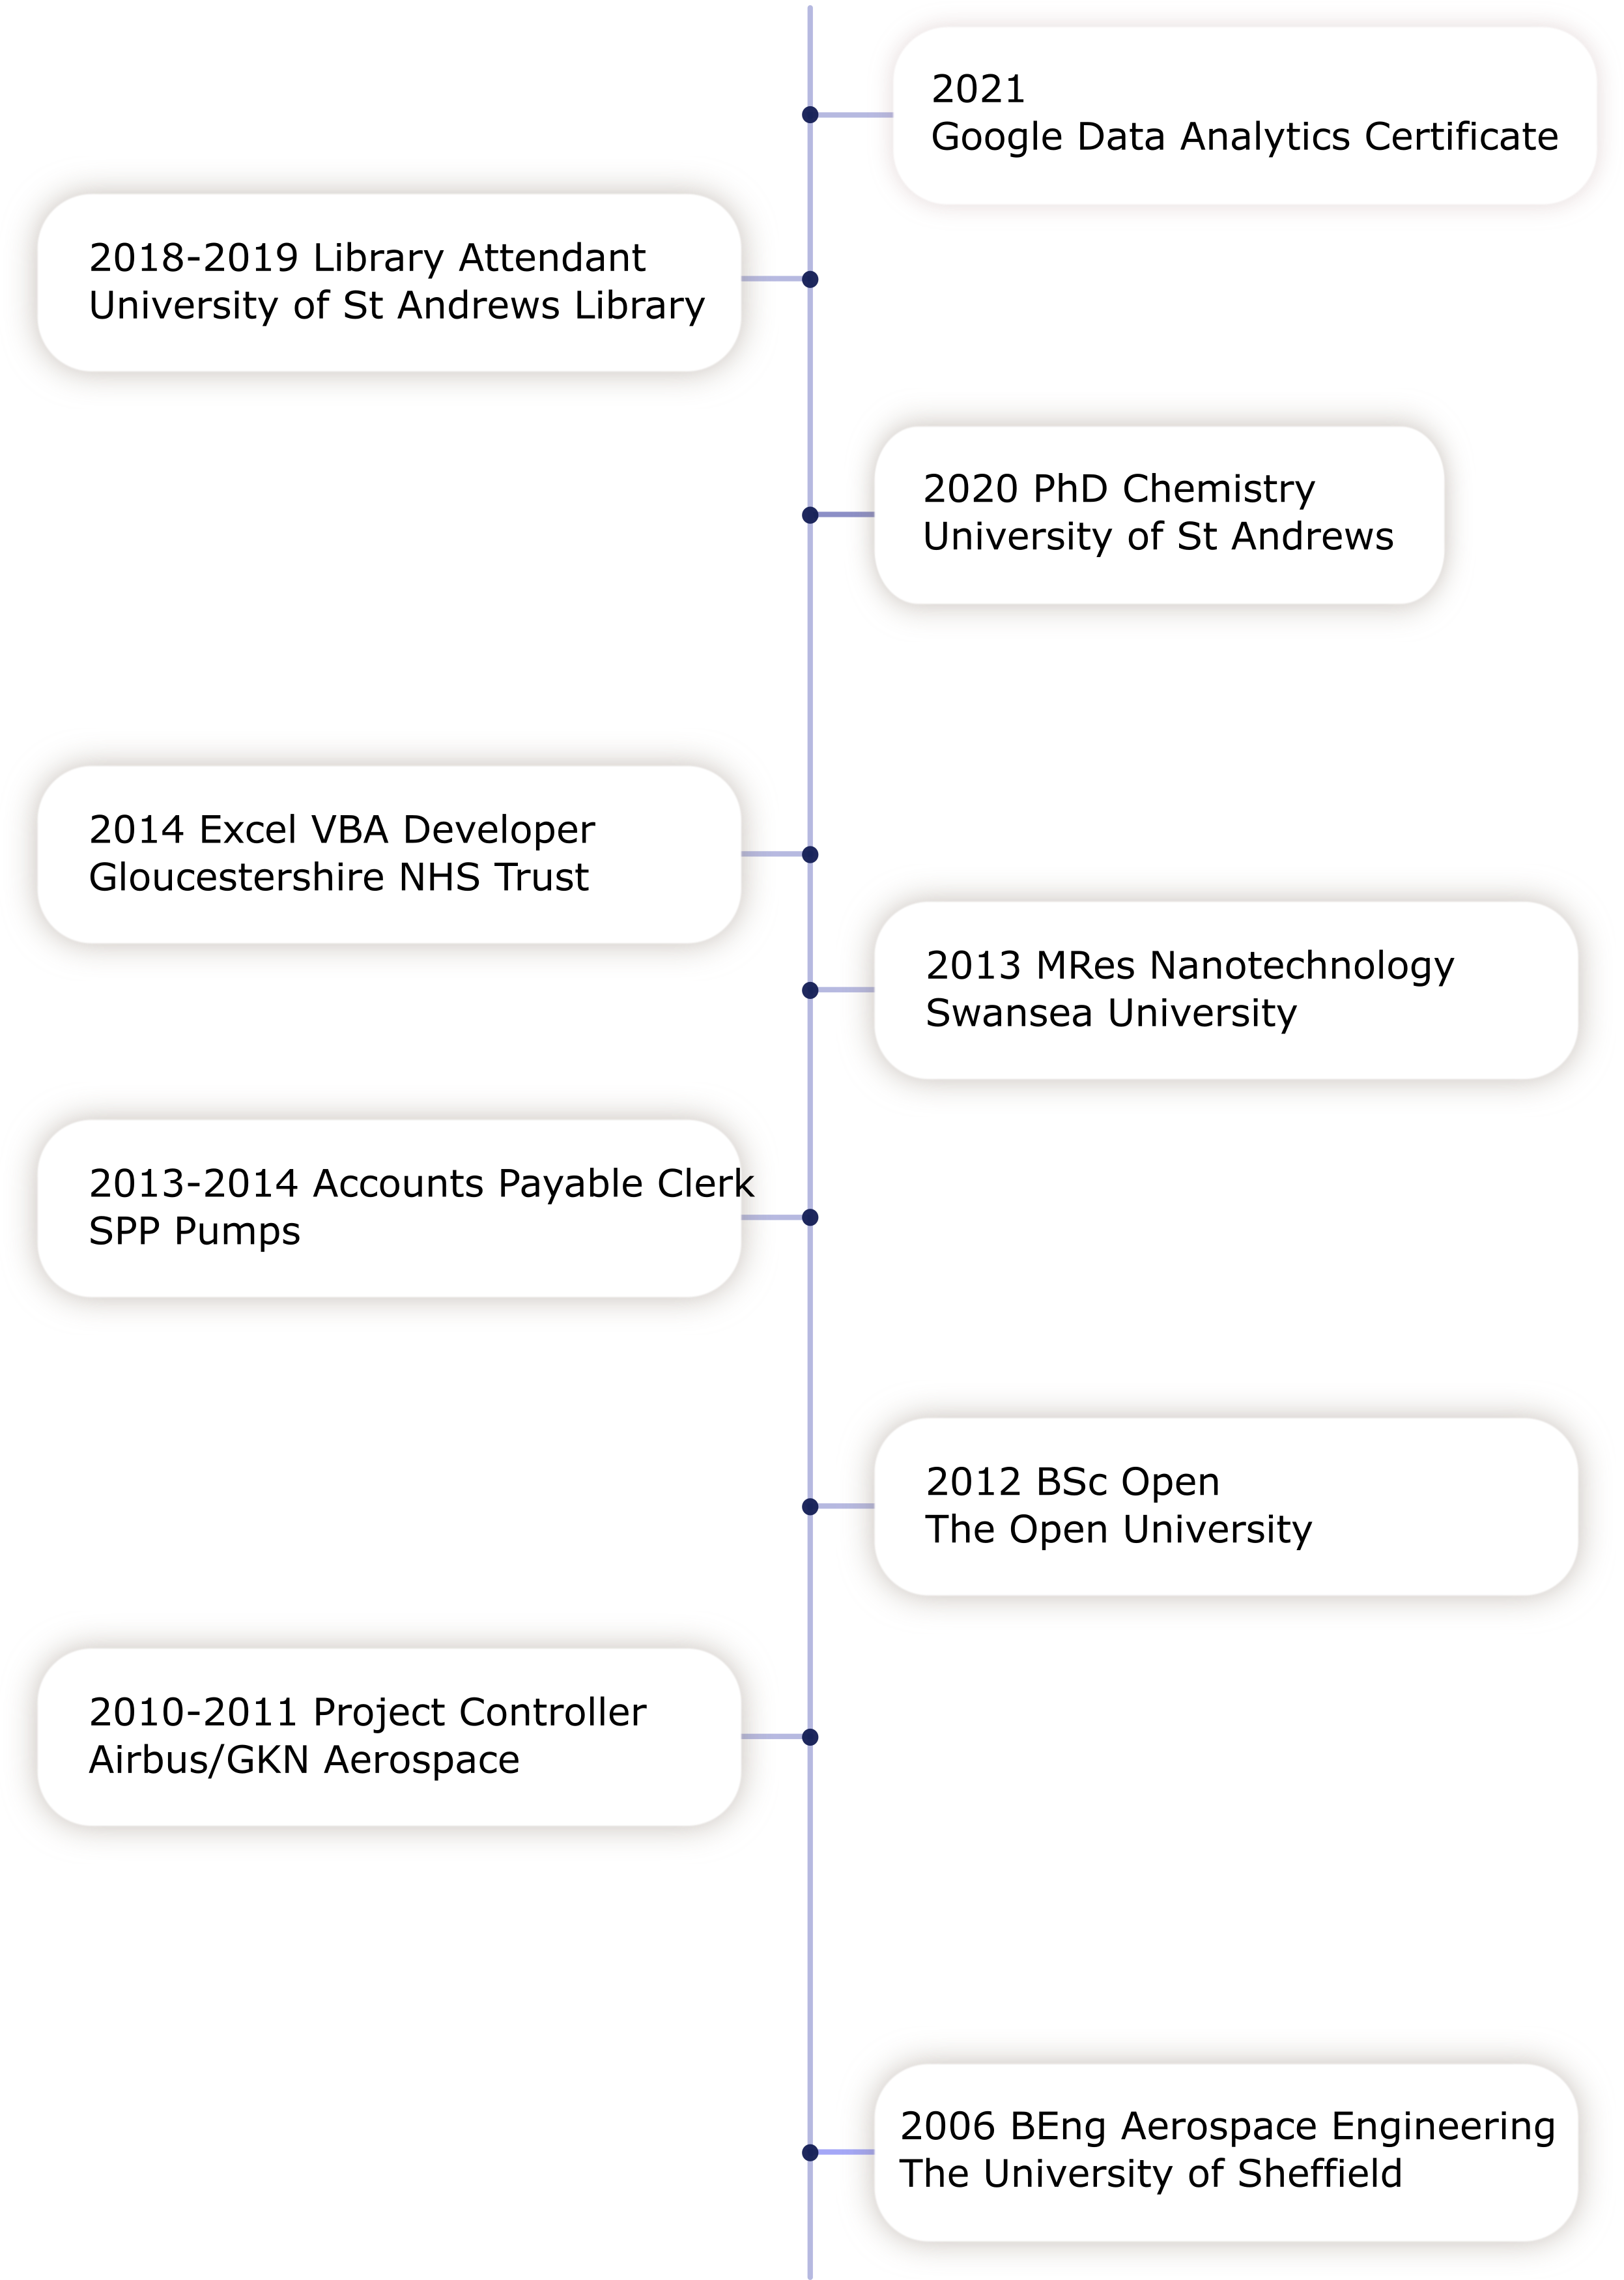 2021
Google Data Analytics Certificate
2018-2019 Library Attendant
University of St Andrews Library
2020 PhD Chemistry
University of St Andrews
2014 Excel VBA Developer
Gloucestershire NHS Trust
2013 MRes Nanotechnology
Swansea University
2013-2014 Accounts Payable Clerk
SPP Pumps
2012 BSc Open
The Open University
2010-2011 Project Controller
Airbus/GKN Aerospace
2006 BEng Aerospace Engineering
The University of Sheffield